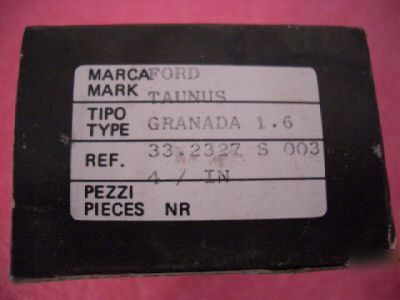 MARCA FORD
MARK TAUNUS
TIPO
TYPE GRANADA 1.6
REF. 33.2327 S 003
4 / IN
PEZZI
PIECES NR